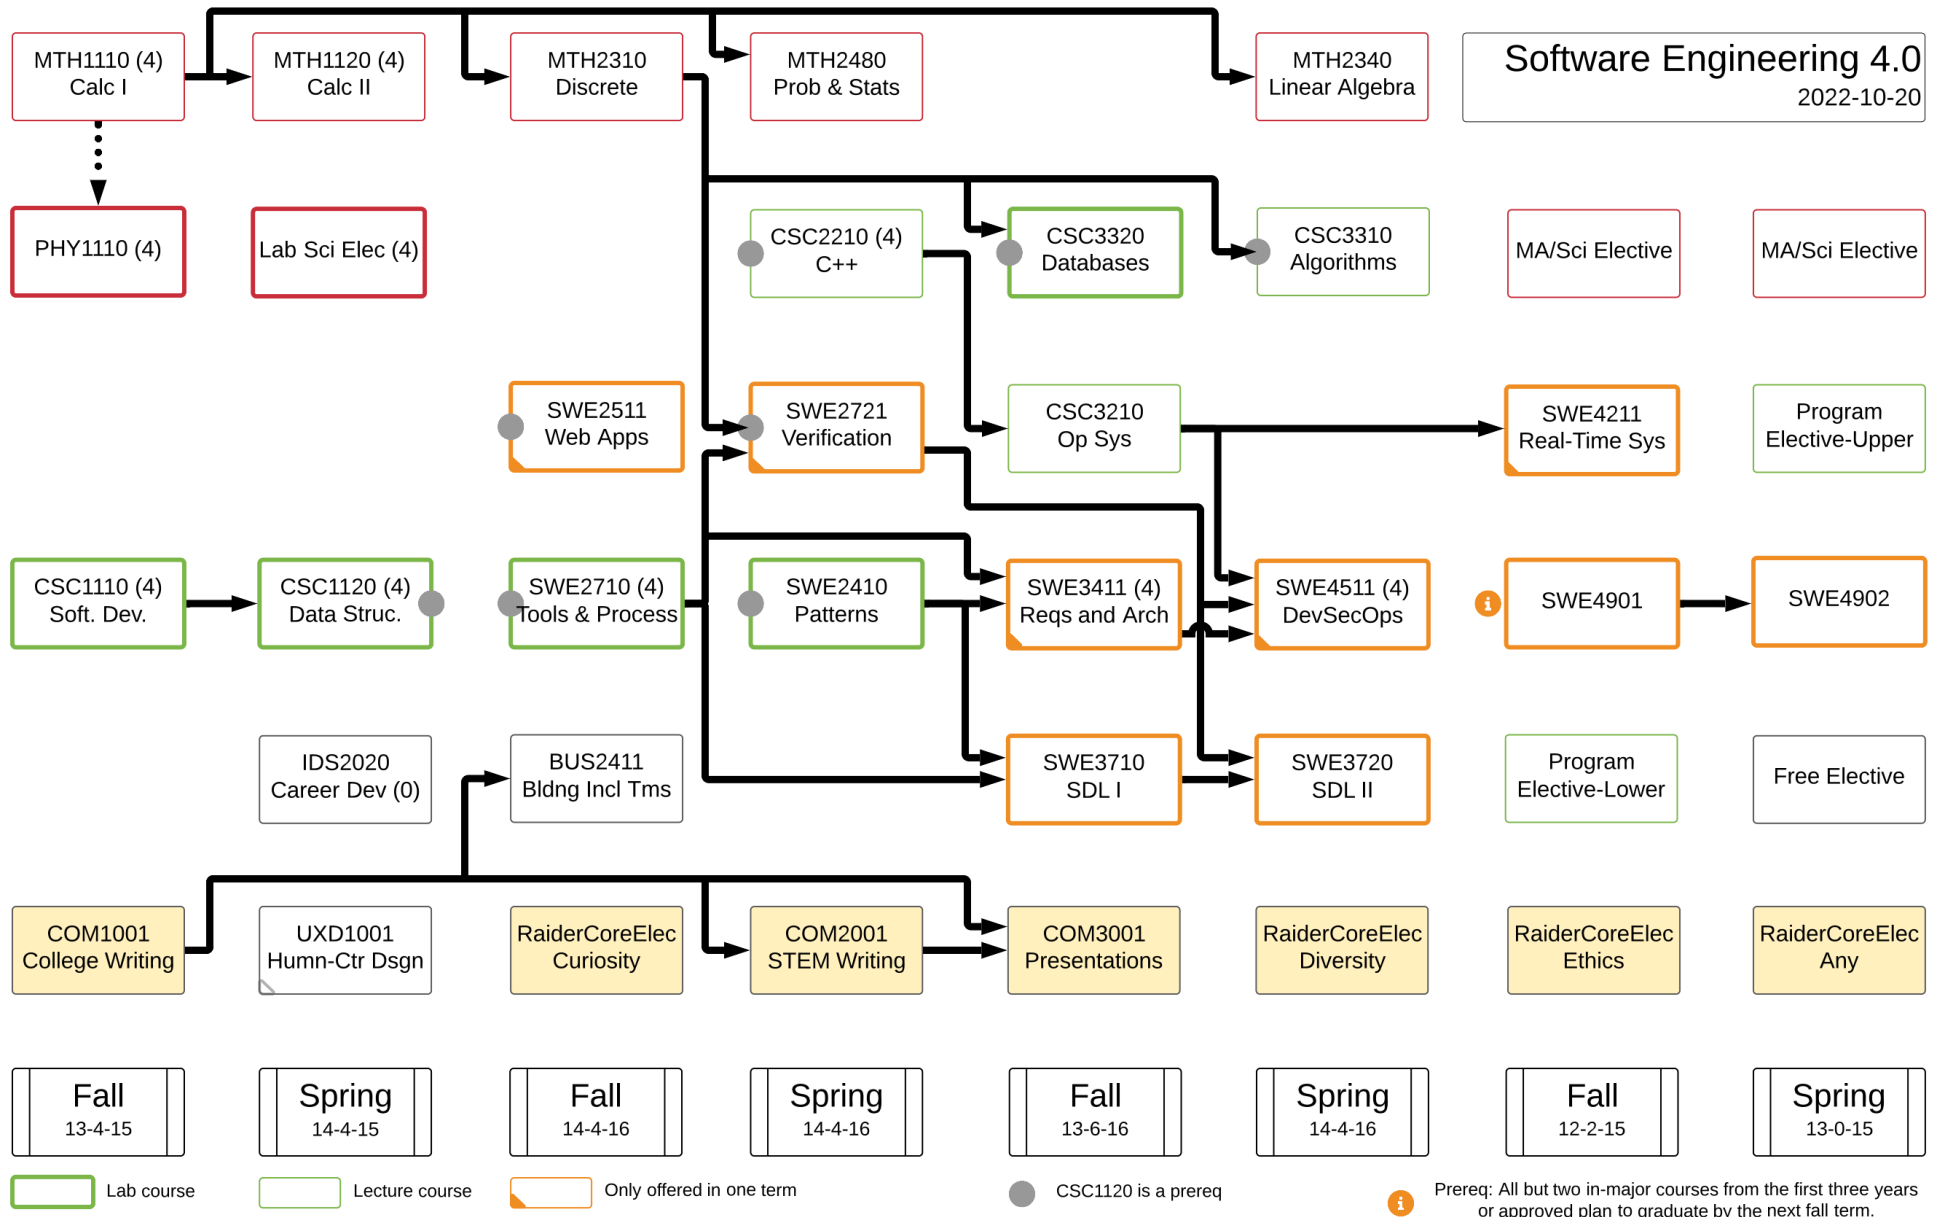 MTH1110 (4)
Calc I
MTH1120 (4)
Calc II
MTH2310
Discrete
MTH2480
Prob & Stats
MTH2340
Linear Algebra
Software Engineering 4.0
2022-10-20
PHY1110 (4)
Lab Sci Elec (4)
CSC2210 (4)
C++
CSC3320
Databases
CSC3310
Algorithms
MA/Sci Elective
MA/Sci Elective
SWE2511
Web Apps
SWE2721
Verification
CSC3210
Op Sys
SWE4211
Real-Time Sys
Program
Elective-Upper
CSC1110 (4)
Soft. Dev.
CSC1120 (4)
Data Struc.
SWE2710 (4)
Tools & Process
SWE2410
Patterns
SWE3411 (4)
Reqs and Arch
SWE4511 (4)
DevSecOps
SWE4901
SWE4902
IDS2020
Career Dev (0)
BUS2411
Bldng Incl Tms
SWE3710
SDL I
SWE3720
SDL II
Program
Elective-Lower
Free Elective
COM1001
College Writing
UXD1001
Humn-Ctr Dsgn
RaiderCoreElec
Curiosity
COM2001
STEM Writing
COM3001
Presentations
RaiderCoreElec
Diversity
RaiderCoreElec
Ethics
RaiderCoreElec
Any
Fall
13-4-15
Spring
14-4-15
Fall
14-4-16
Spring
14-4-16
Fall
13-6-16
Spring
14-4-16
Fall
12-2-15
Spring
13-0-15
Lab course
Lecture course
Only offered in one term
CSC1120 is a prereq
Prereq: All but two in-major courses from the first three years
or approved plan to graduate by the next fall term.